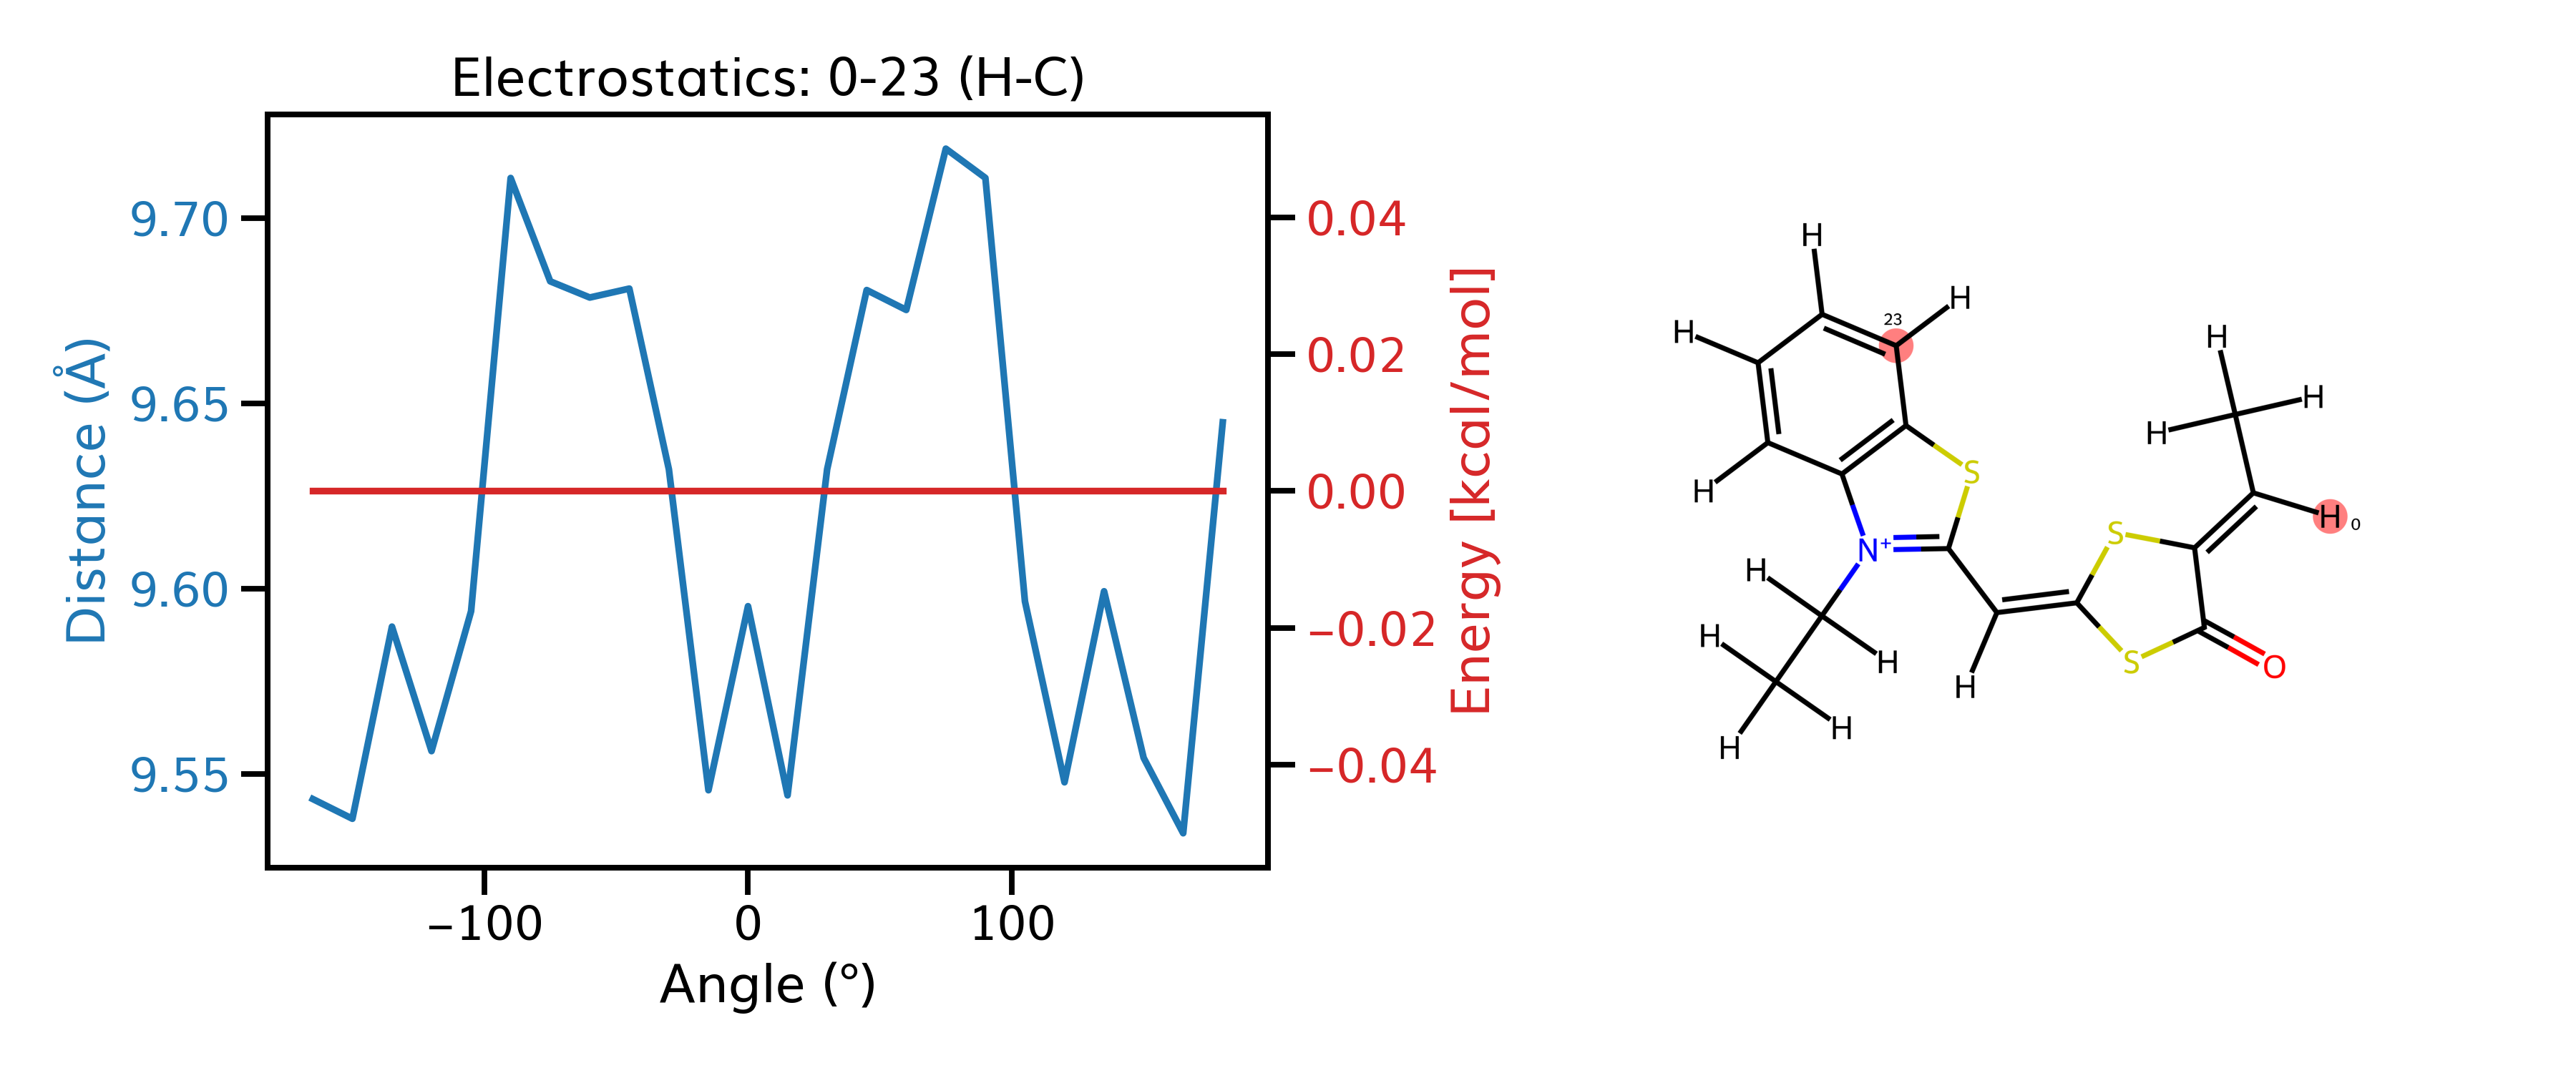 Electrostatics: 0-23 (H-C)
9.70
9.65
9.60
9.55
Distance (Å)
0.04
0.02
0.00
−0.02
−0.04
Energy [kcal/mol]
−100
0
100
Angle (°)
H
H
23
H
H
H
H
S
H
H
S
H 0
N+
H
H
H
S
O
H
H
H